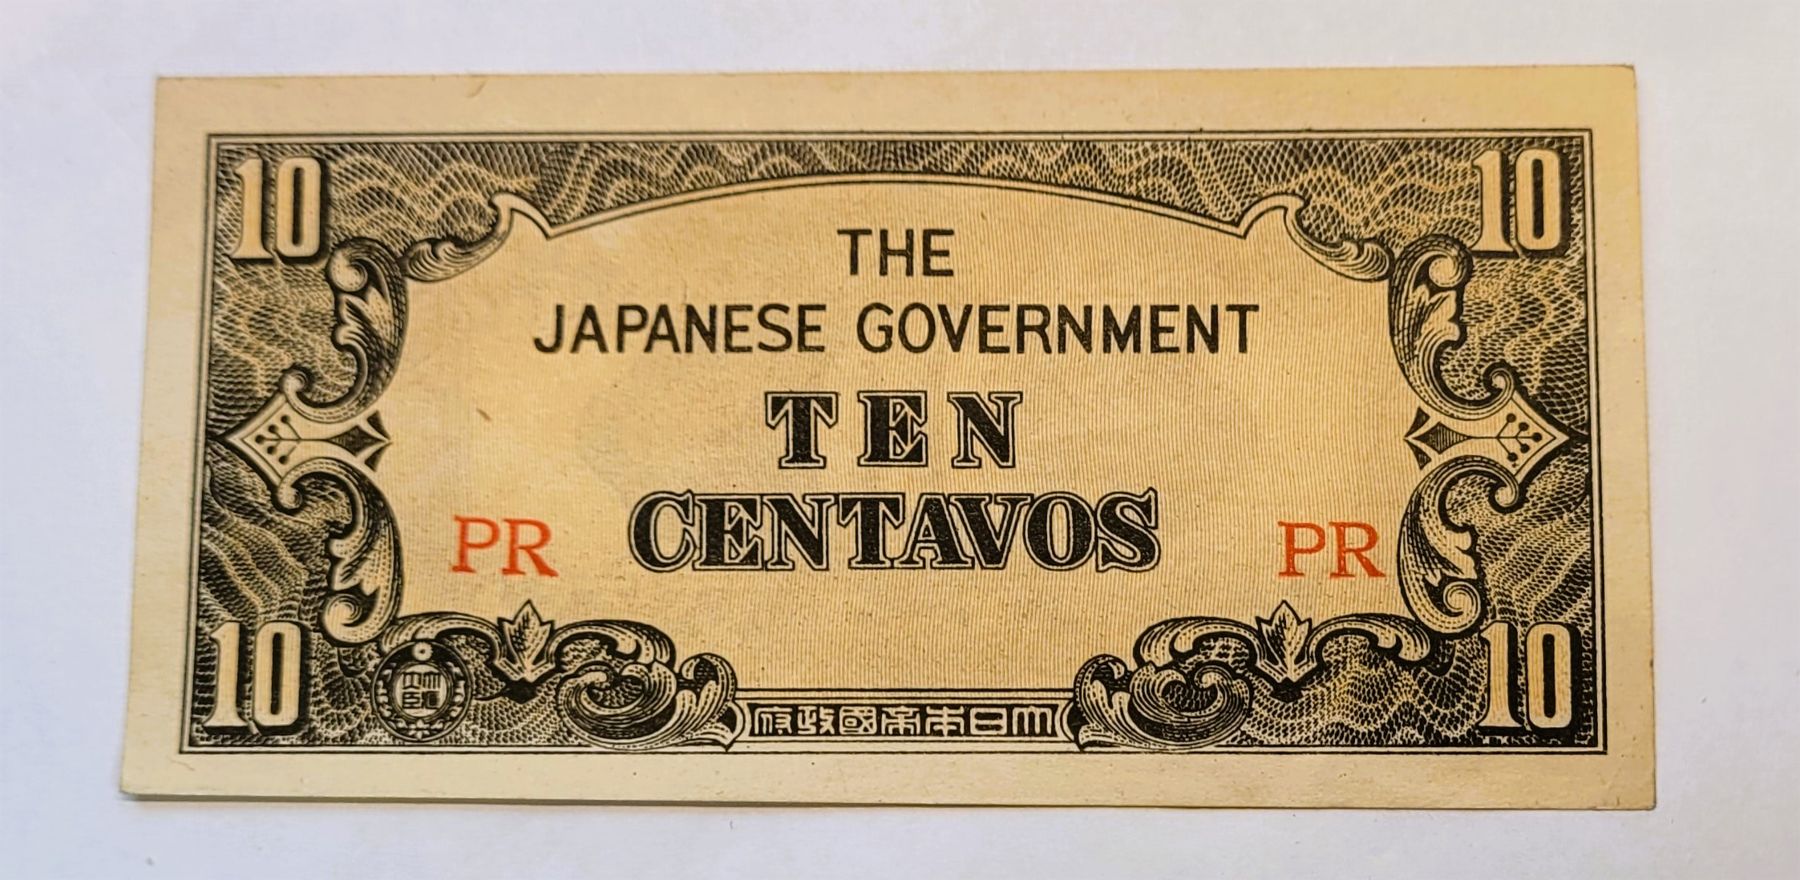 10 10
THE
JAPANESE GOVERNMENT
TEN
PR CENTAVOS PR
10 10
府政國帝本日大